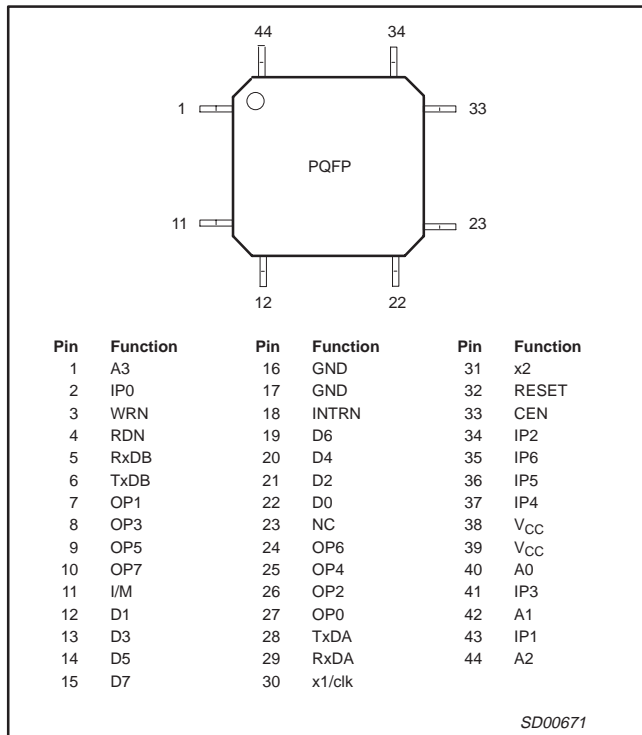 44 34
1 33
PQFP
11 23
12 22
Pin Function Pin Function Pin Function
1 A3 16 GND 31 x2
2 IP0 17 GND 32 RESET
3 WRN 18 INTRN 33 CEN
4 RDN 19 D6 34 IP2
5 RxDB 20 D4 35 IP6
6 TxDB 21 D2 36 IP5
7 OP1 22 D0 37 IP4
8 OP3 23 NC 38 VCC
9 OP5 24 OP6 39 VCC
10 OP7 25 OP4 40 A0
11 I/M 26 OP2 41 IP3
12 D1 27 OP0 42 A1
13 D3 28 TxDA 43 IP1
14 D5 29 RxDA 44 A2
15 D7 30 x1/clk
SD00671